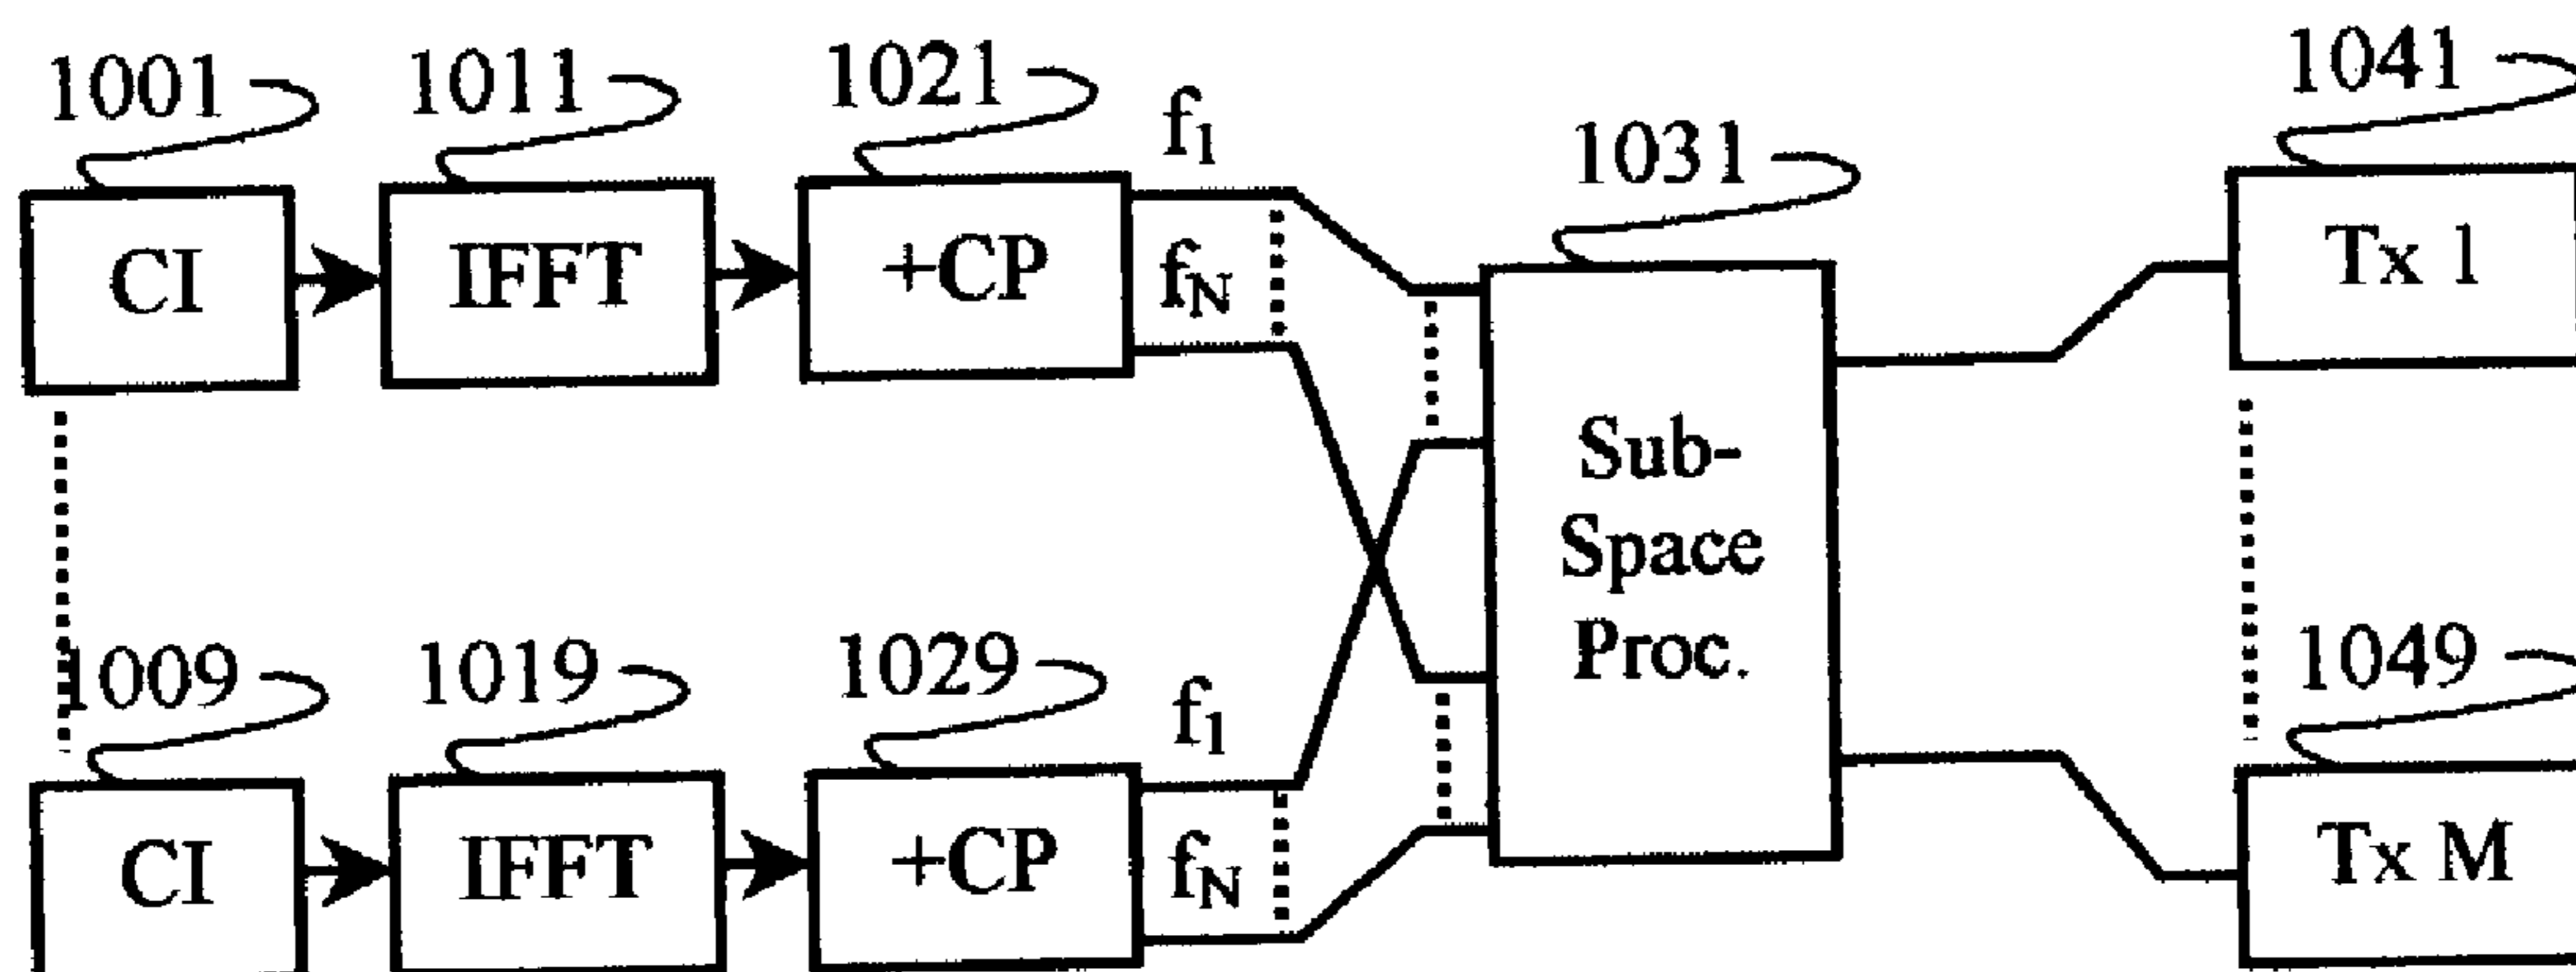 1001
1011
1021
f1
1031
1041
CI
IFFT
+CP
fN
Tx 1
Sub-
Space
Proc.
1009
1019
1029
f1
1049
CI
IFFT
+CP
fN
Tx M